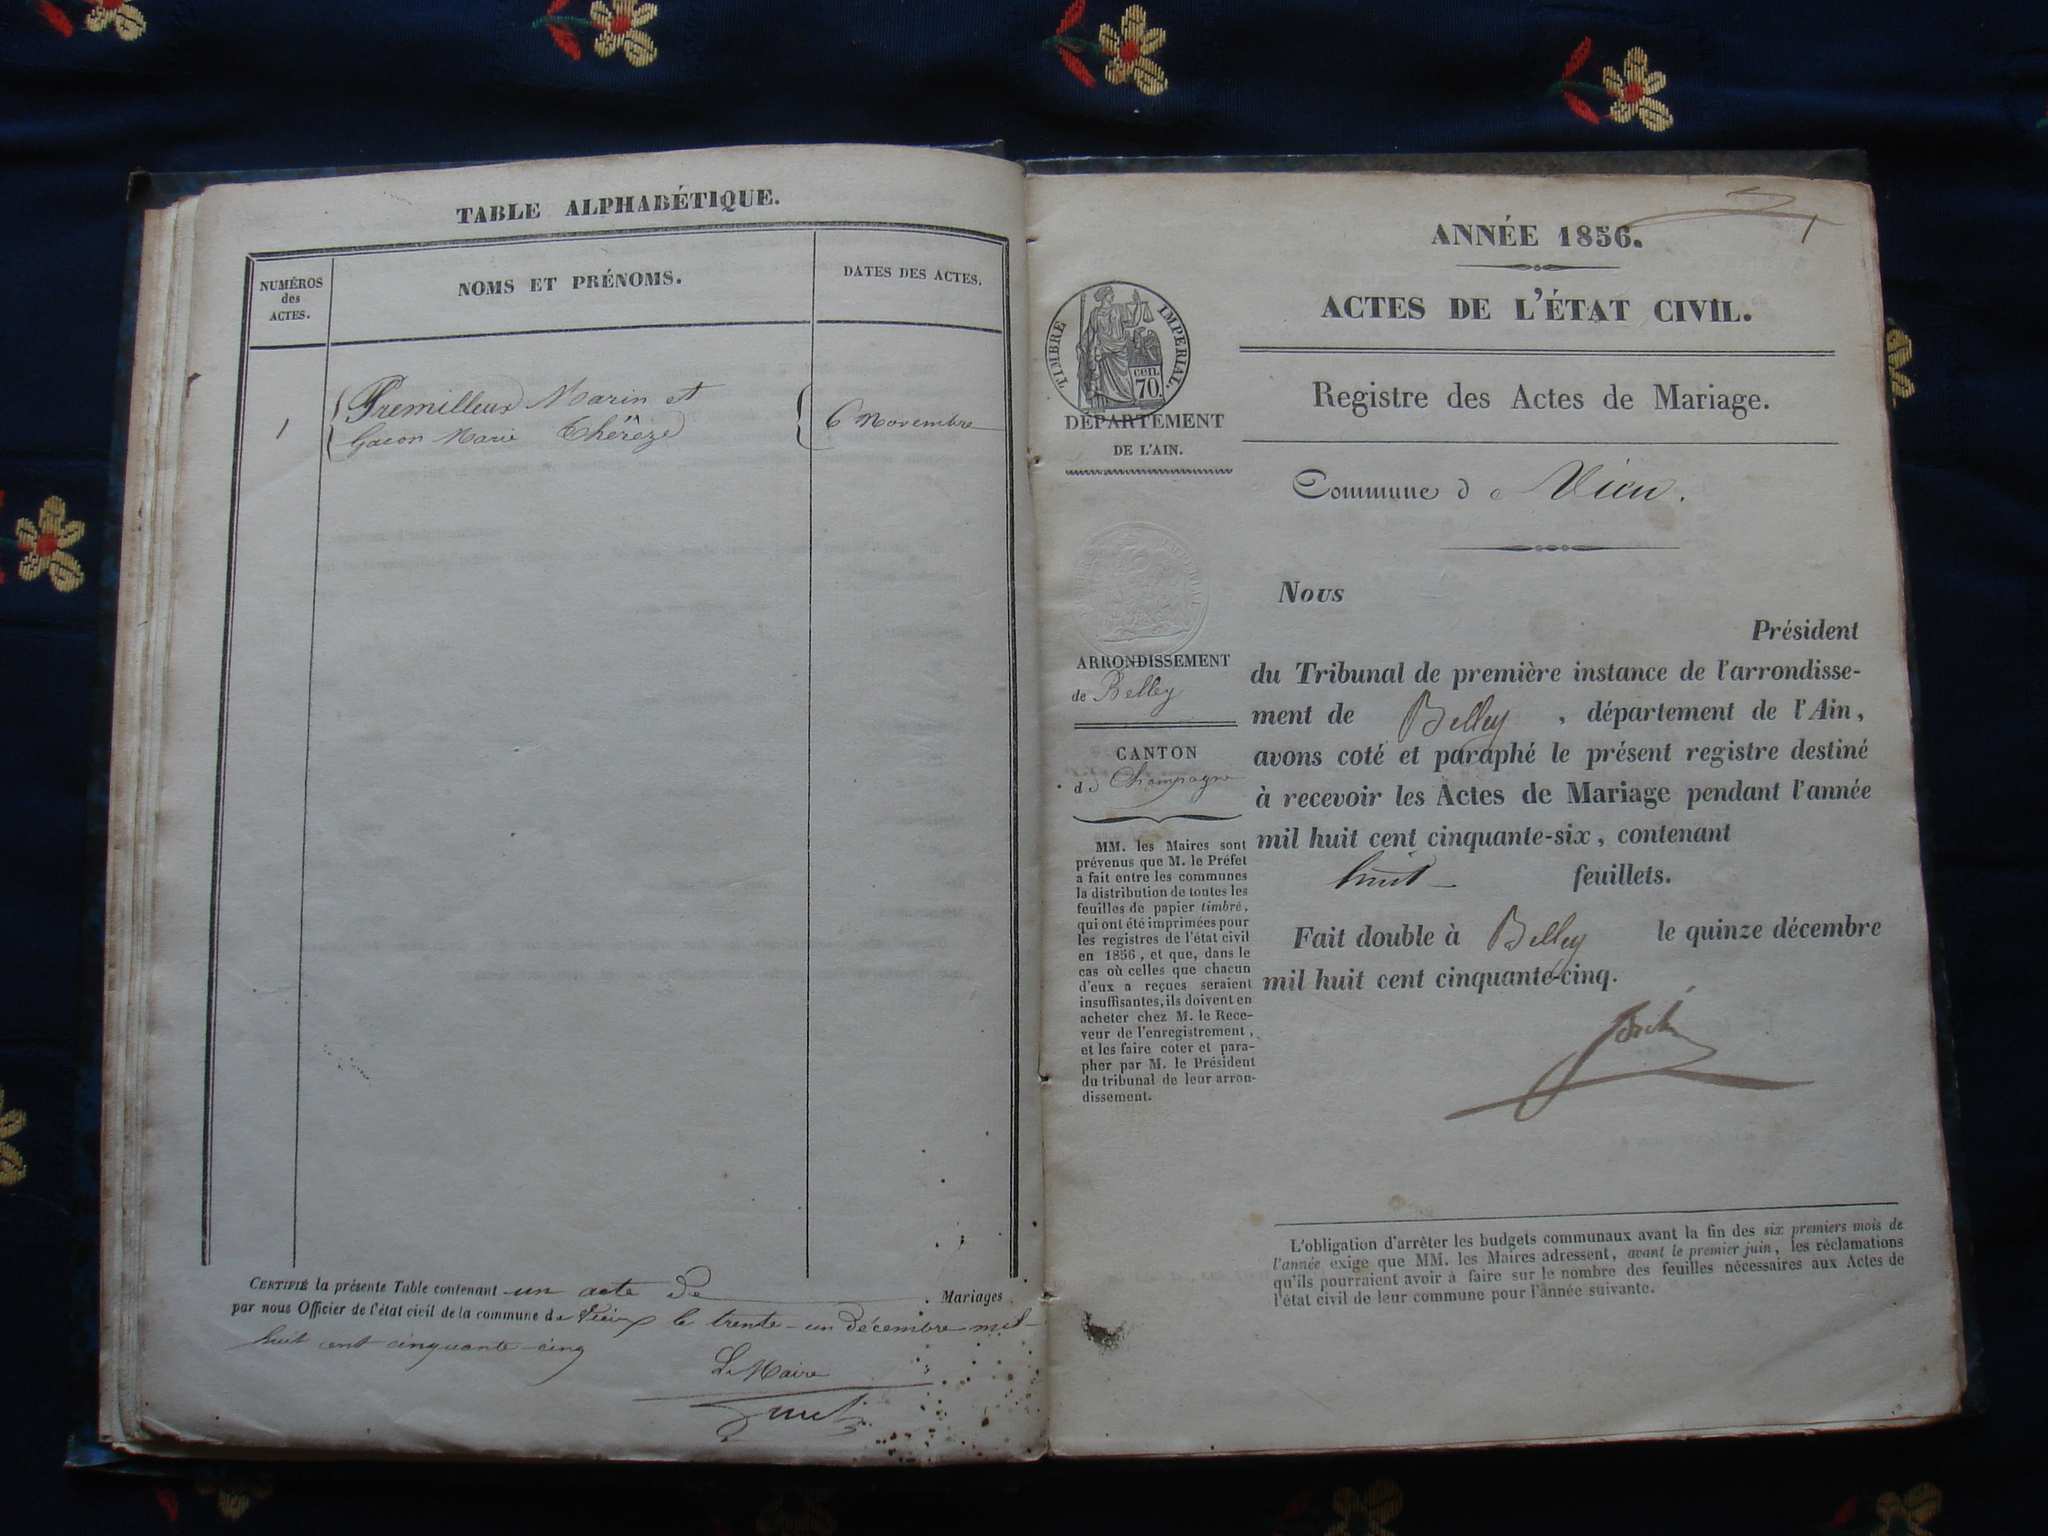 TABLE ALPHABÉTIQUE.
NUMÉROS
des
ACTES.
NOMS ET PRÉNOMS.
DATES DES ACTES.
1
Premilleux Marin et
Gacon Marie Thérèze
6 Novembre
CERTIFIÉ la présente Table contenant un acte de Mariages
par nous Officier de l'état civil de la commune de Vieu le trente-un décembre mil
huit cent cinquante-cinq
Le Maire
ANNÉE 1856.
1
ACTES DE L'ÉTAT CIVIL.
Registre des Actes de Mariage.
Commune de Vieu.
TIMBRE IMPERIAL.
CEN.
70.
DÉPARTEMENT
DE L'AIN.
ARRONDISSEMENT
de Belley
CANTON
de Champagne
MM. les Maires sont
prévenus que M. le Préfet
a fait entre les communes
la distribution de toutes les
feuilles de papier timbré,
qui ont été imprimées pour
les registres de l'état civil
en 1856, et que, dans le
cas où celles que chacun
d'eux a reçues seraient
insuffisantes, ils doivent en
acheter chez M. le Rece-
veur de l'enregistrement,
et les faire coter et para-
pher par M. le Président
du tribunal de leur arron-
dissement.
Nous
Président
du Tribunal de première instance de l'arrondisse-
ment de Belley, département de l'Ain,
avons coté et paraphé le présent registre destiné
à recevoir les Actes de Mariage pendant l'année
mil huit cent cinquante-six, contenant
huit feuillets.
Fait double à Belley le quinze décembre
mil huit cent cinquante-cinq.
L'obligation d'arrêter les budgets communaux avant la fin des six premiers mois de
l'année exige que MM. les Maires adressent, avant le premier juin, les réclamations
qu'ils pourraient avoir à faire sur le nombre des feuilles nécessaires aux Actes de
l'état civil de leur commune pour l'année suivante.